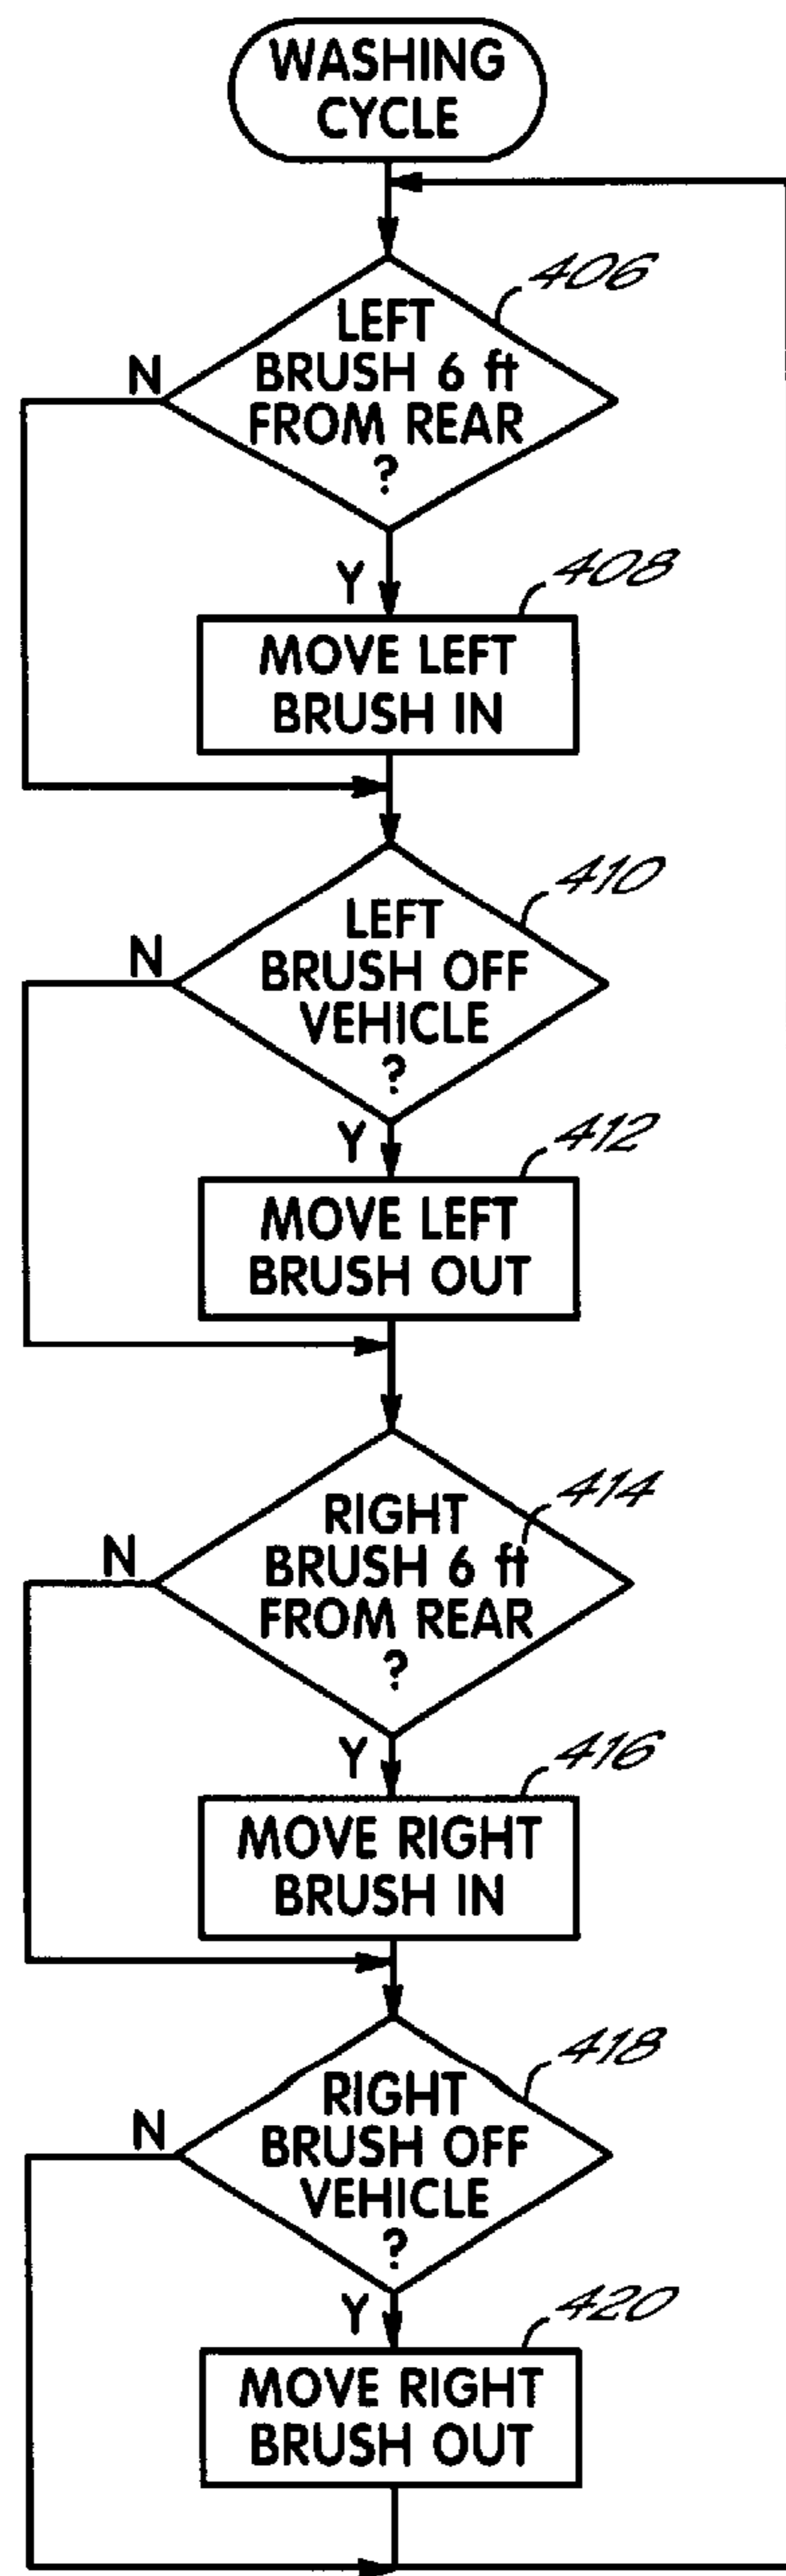 WASHING
CYCLE
406
LEFT
BRUSH 6 ft
FROM REAR
?
N
Y
408
MOVE LEFT
BRUSH IN
410
LEFT
BRUSH OFF
VEHICLE
?
N
Y
412
MOVE LEFT
BRUSH OUT
414
RIGHT
BRUSH 6 ft
FROM REAR
?
N
Y
416
MOVE RIGHT
BRUSH IN
418
RIGHT
BRUSH OFF
VEHICLE
?
N
Y
420
MOVE RIGHT
BRUSH OUT